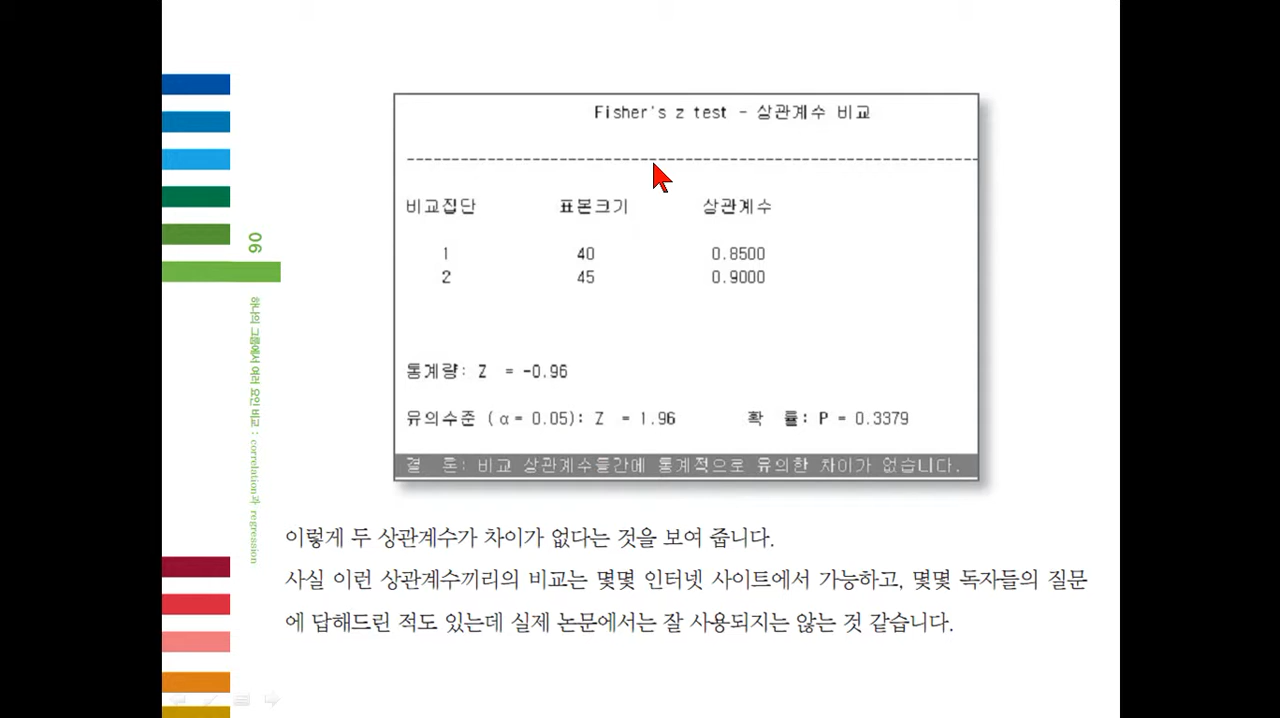 Fisher's z test - 상관계수 비교
비교집단 표본크기 상관계수
1 40 0.8500
2 45 0.9000
통계량: Z = -0.96
유의수준 (α= 0.05): Z = 1.96 확 률: P = 0.3379
결 론: 비교 상관계수들간에 통계적으로 유의한 차이가 없습니다.
90
하나의 그룹에서 여러 요인 비교 : correlation과 regression
이렇게 두 상관계수가 차이가 없다는 것을 보여 줍니다.
사실 이런 상관계수끼리의 비교는 몇몇 인터넷 사이트에서 가능하고, 몇몇 독자들의 질문
에 답해드린 적도 있는데 실제 논문에서는 잘 사용되지는 않는 것 같습니다.